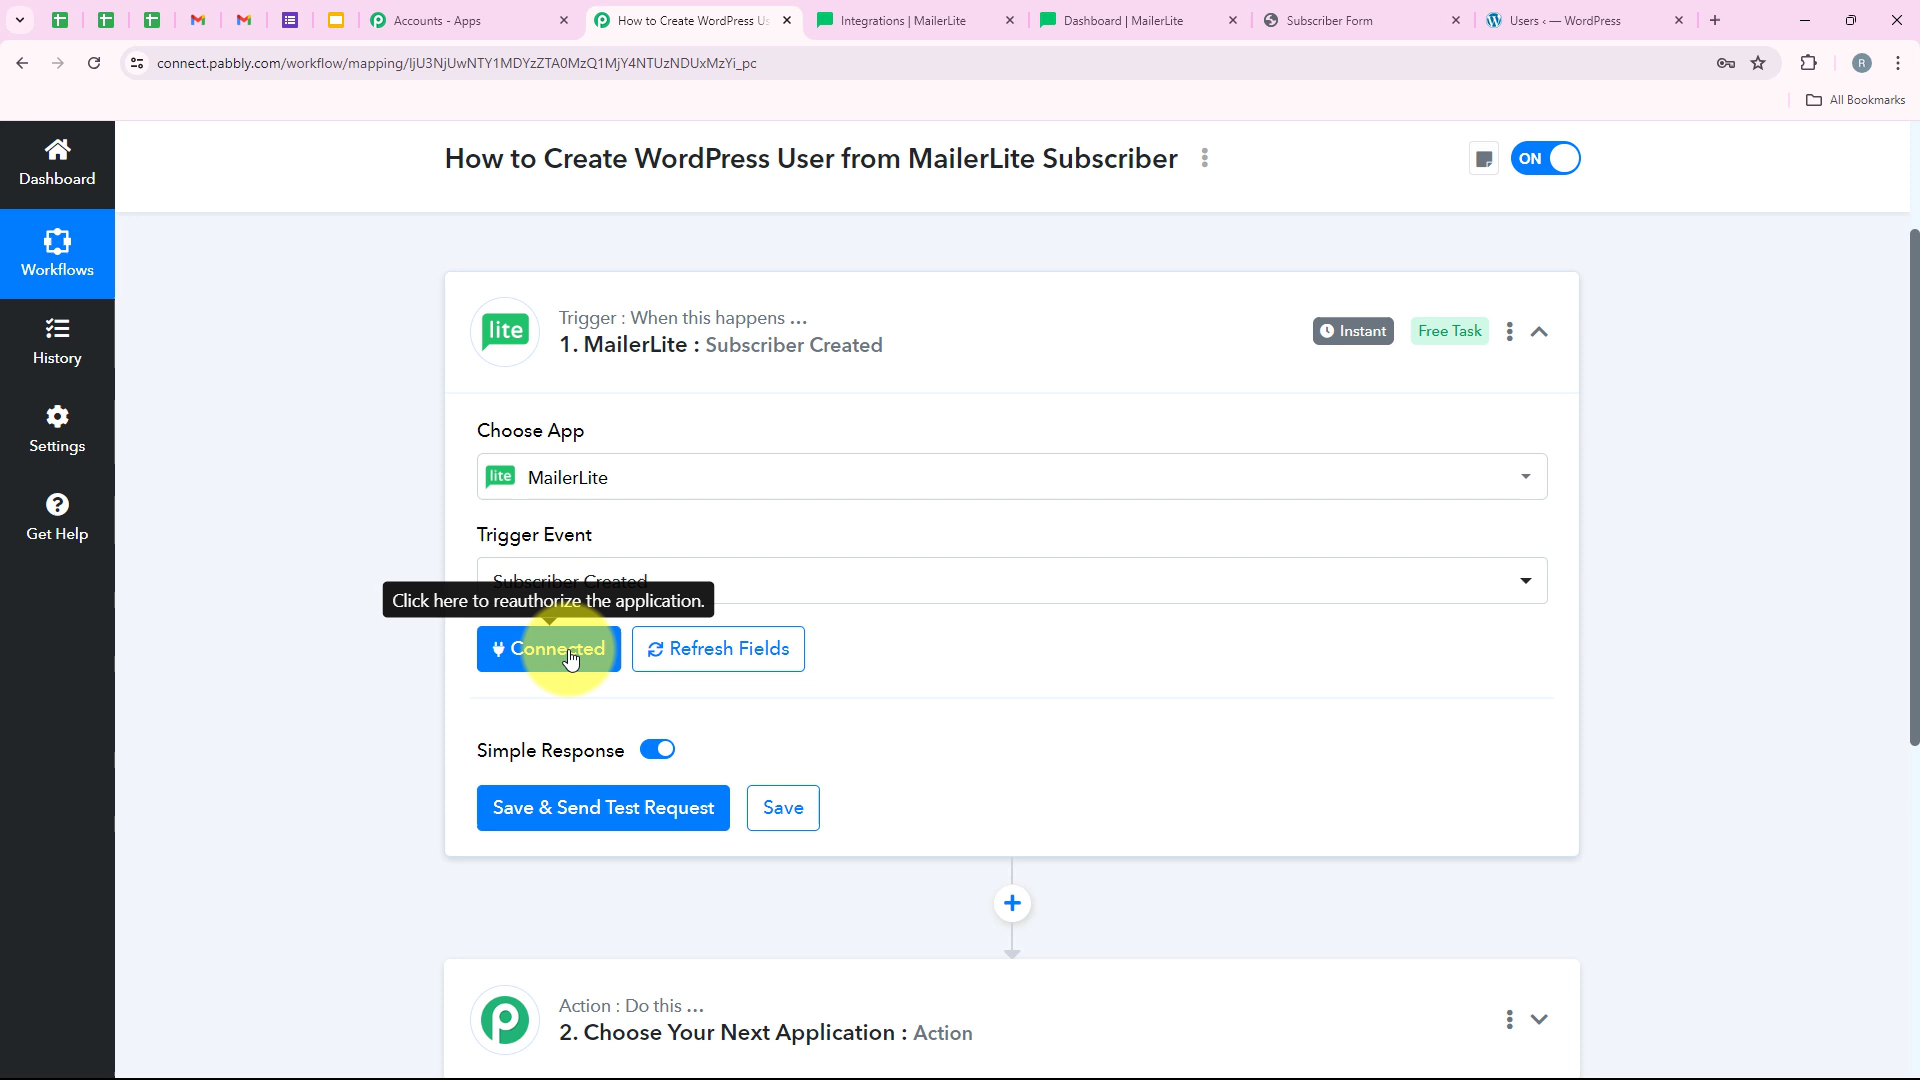 Accounts - Apps
How to Create WordPress Us
Integrations | MailerLite
Dashboard | MailerLite
Subscriber Form
Users ‹ — WordPress
connect.pabbly.com/workflow/mapping/IjU3NjUwNTY1MDYzZTA0MzQ1MjY4NTUzNDUxMzYi_pc
R
All Bookmarks
Dashboard
Workflows
History
Settings
Get Help
How to Create WordPress User from MailerLite Subscriber
ON
lite
Trigger : When this happens ...
1. MailerLite : Subscriber Created
Instant
Free Task
Choose App
lite MailerLite
Trigger Event
Subscriber Created
Click here to reauthorize the application.
Connected
Refresh Fields
Simple Response
Save & Send Test Request
Save
Action : Do this ...
2. Choose Your Next Application : Action